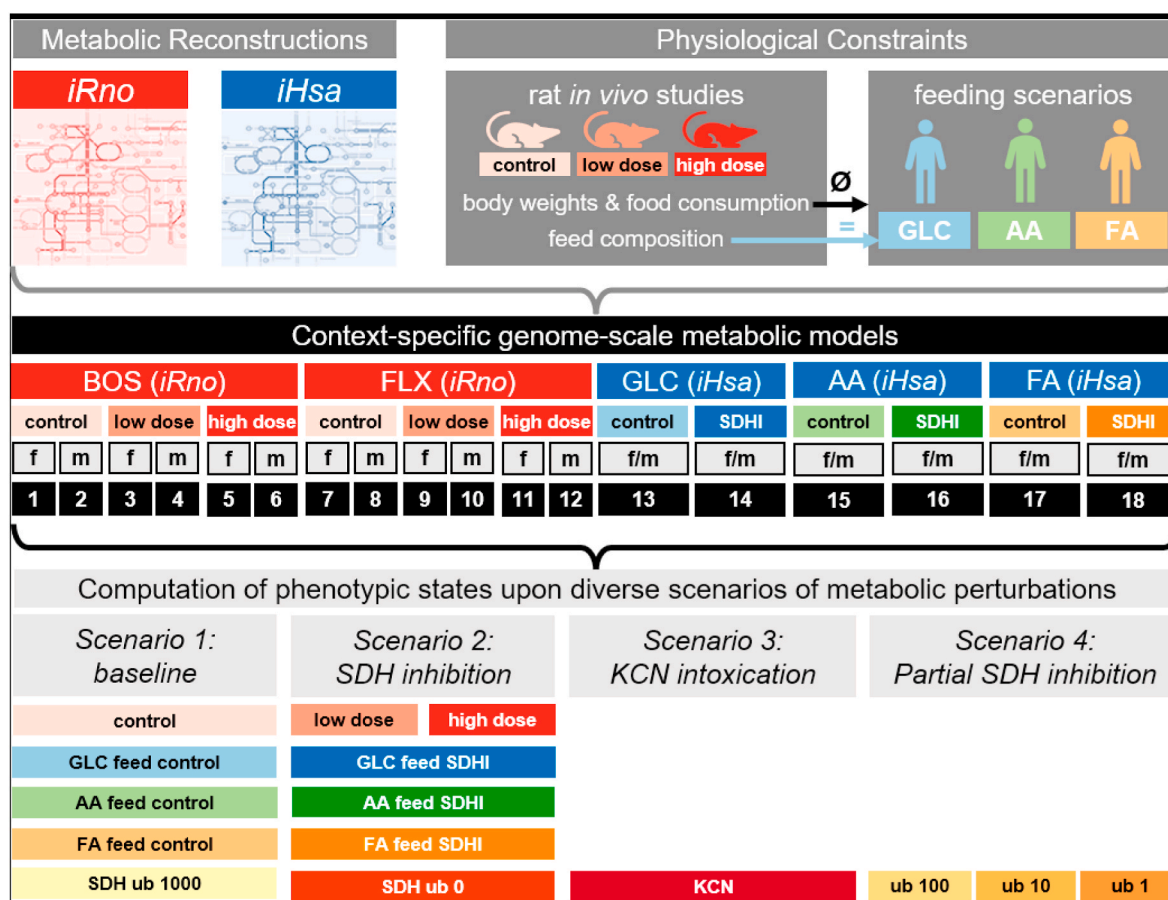 Metabolic Reconstructions
Physiological Constraints
iRno
iHsa
rat in vivo studies
feeding scenarios
control
low dose
high dose
body weights & food consumption
Ø
feed composition
=
GLC
AA
FA
Context-specific genome-scale metabolic models
BOS (iRno)
FLX (iRno)
GLC (iHsa)
AA (iHsa)
FA (iHsa)
control low dose high dose control low dose high dose control SDHI control SDHI control SDHI
f m f m f m f m f m f m f/m f/m f/m f/m f/m f/m
1 2 3 4 5 6 7 8 9 10 11 12 13 14 15 16 17 18
Computation of phenotypic states upon diverse scenarios of metabolic perturbations
Scenario 1:
baseline
Scenario 2:
SDH inhibition
Scenario 3:
KCN intoxication
Scenario 4:
Partial SDH inhibition
control
low dose
high dose
GLC feed control
GLC feed SDHI
AA feed control
AA feed SDHI
FA feed control
FA feed SDHI
SDH ub 1000
SDH ub 0
KCN
ub 100
ub 10
ub 1